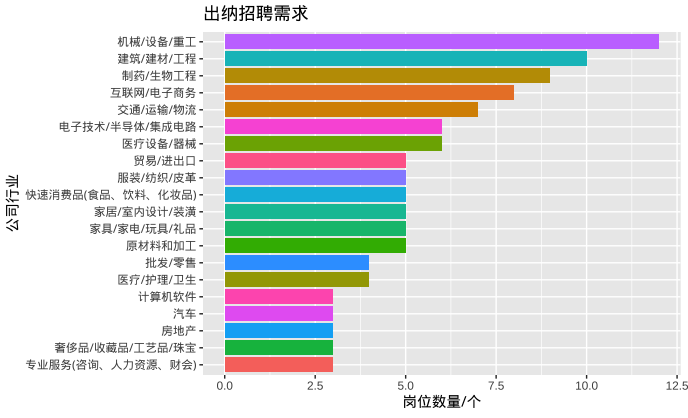 出纳招聘需求
公司行业
机械/设备/重工
建筑/建材/工程
制药/生物工程
互联网/电子商务
交通/运输/物流
电子技术/半导体/集成电路
医疗设备/器械
贸易/进出口
服装/纺织/皮革
快速消费品(食品、饮料、化妆品)
家居/室内设计/装潢
家具/家电/玩具/礼品
原材料和加工
批发/零售
医疗/护理/卫生
计算机软件
汽车
房地产
奢侈品/收藏品/工艺品/珠宝
专业服务(咨询、人力资源、财会)
0.0 2.5 5.0 7.5 10.0 12.5
岗位数量/个